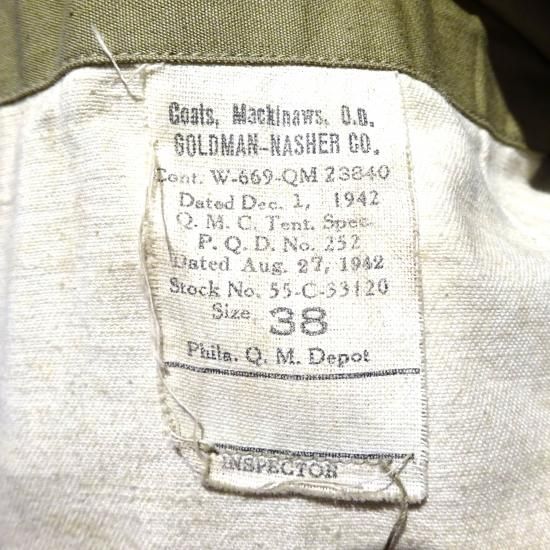 Coats, Mackinaws, O.D.
GOLDMAN-NASHER CO.
Cont. W-669-QM 23840
Dated Dec. 1, 1942
Q. M. C. Tent. Spec.
P. Q. D. No. 252
Dated Aug. 27, 1942
Stock No. 55-C-33120
Size 38
Phila. Q. M. Depot
INSPECTOR